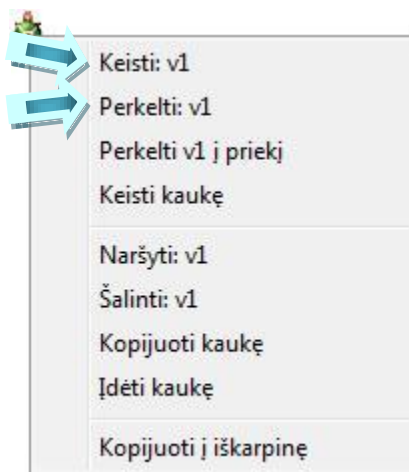 Keisti: v1
Perkelti: v1
Perkelti v1 į priekį
Keisti kaukę
Naršyti: v1
Šalinti: v1
Kopijuoti kaukę
Įdėti kaukę
Kopijuoti į iškarpinę